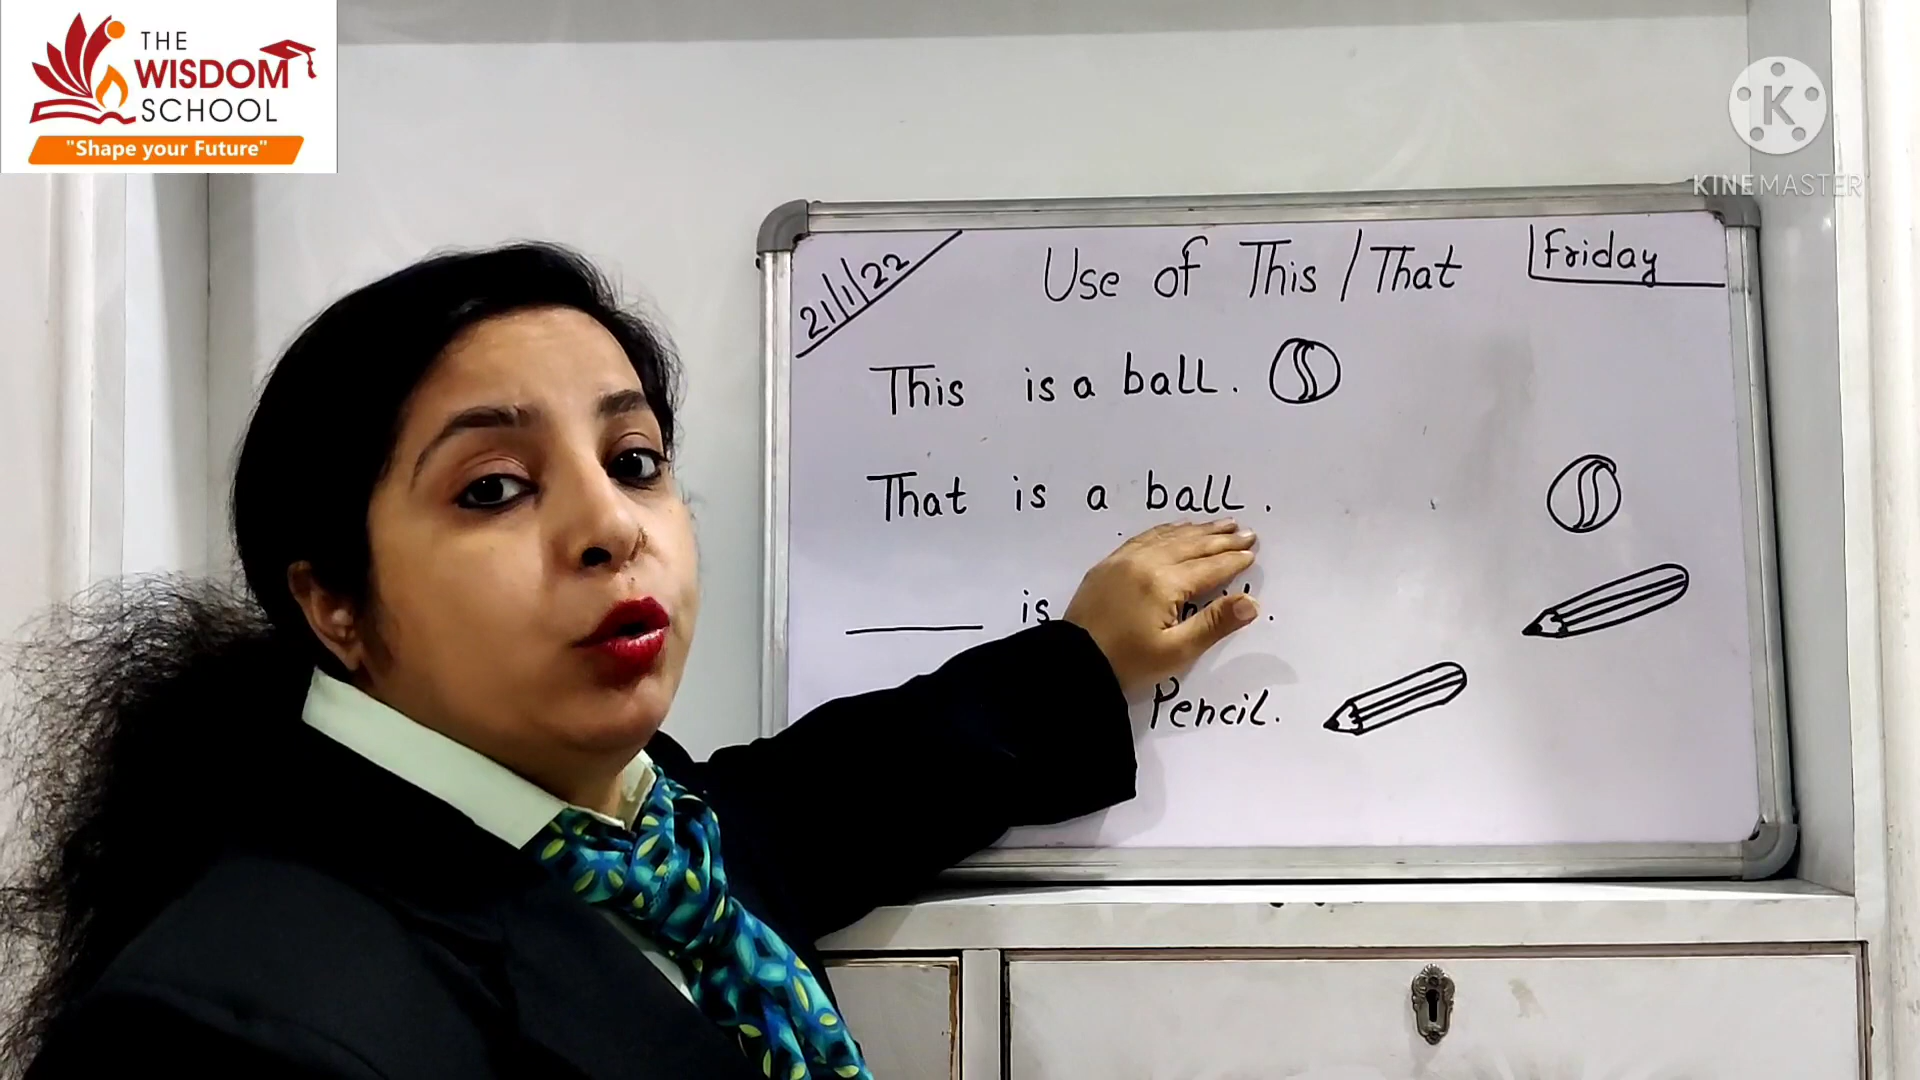 THE
WISDOM
SCHOOL
"Shape your Future"
K
KINEMASTER
21/1/22
Use of This / That
Friday
This is a ball.
That is a ball.
____ is
Pencil.